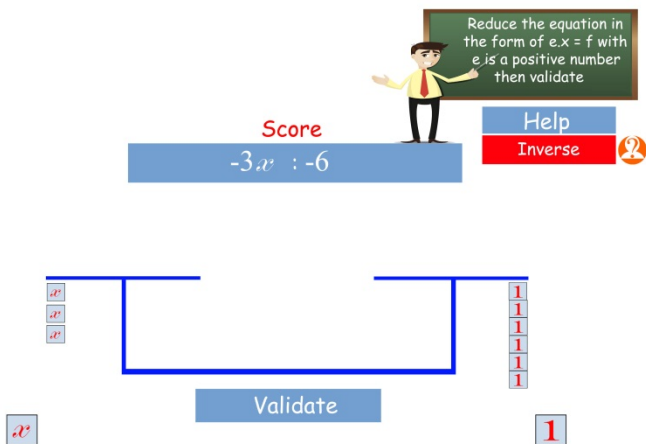 Reduce the equation in
the form of e.x = f with
e is a positive number
then validate
Help
Score
Inverse
-3x : -6
x
x
x
1
1
1
1
1
1
Validate
x
1